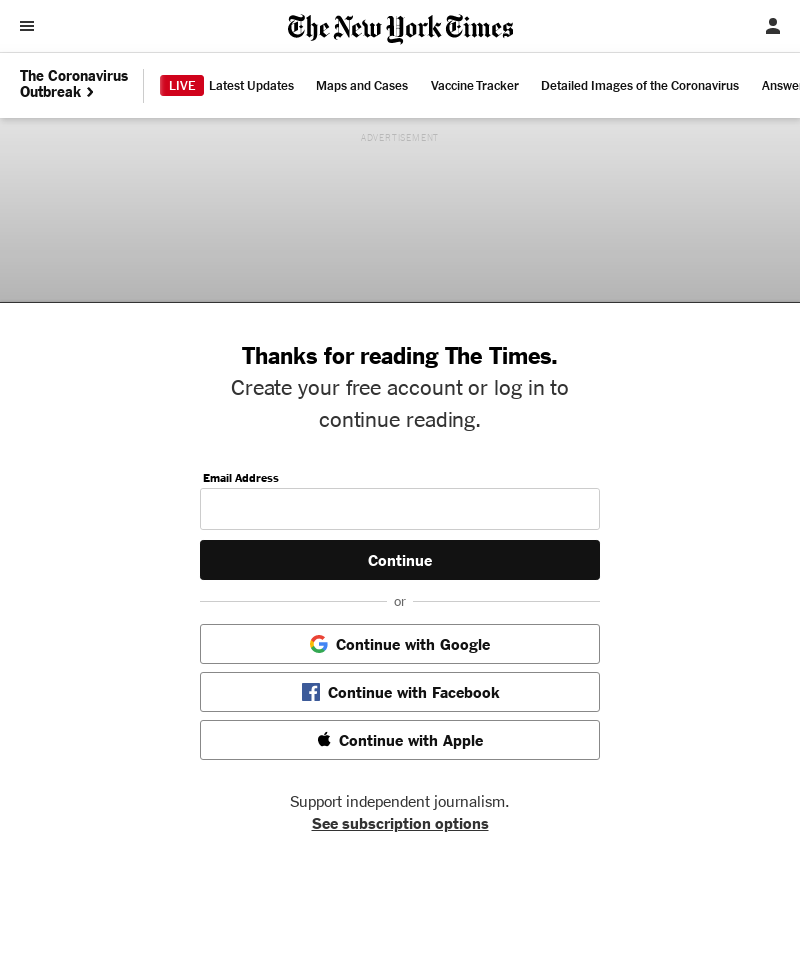 The New York Times
The Coronavirus
Outbreak
LIVE Latest Updates Maps and Cases Vaccine Tracker Detailed Images of the Coronavirus
ADVERTISEMENT
Thanks for reading The Times.
Create your free account or log in to
continue reading.
Email Address
Continue
or
Continue with Google
Continue with Facebook
Continue with Apple
Support independent journalism.
See subscription options